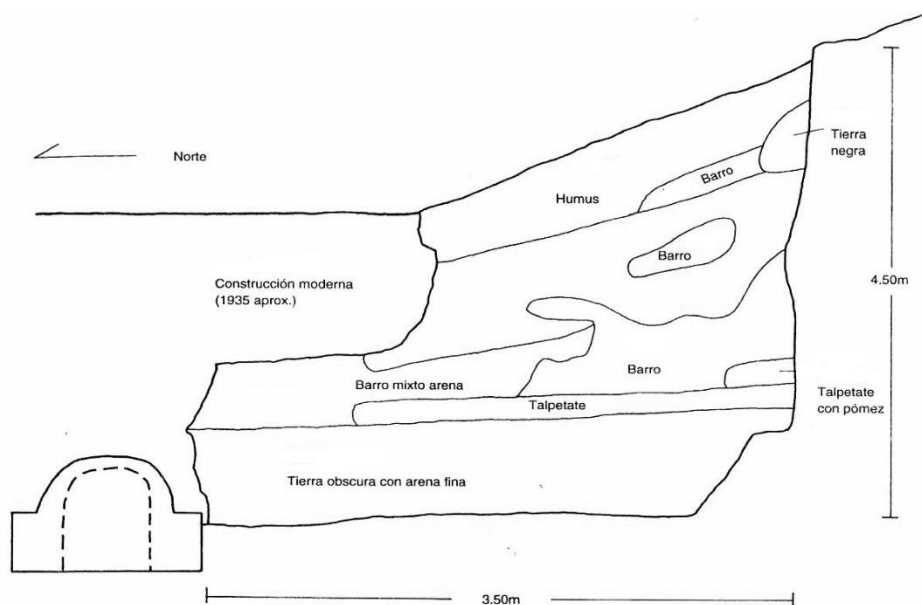 Tierra
negra
Norte
Barro
Humus
Barro
Construcción moderna
(1935 aprox.)
4.50m
Barro
Barro mixto arena
Talpetate
con pómez
Talpetate
Tierra obscura con arena fina
3.50m